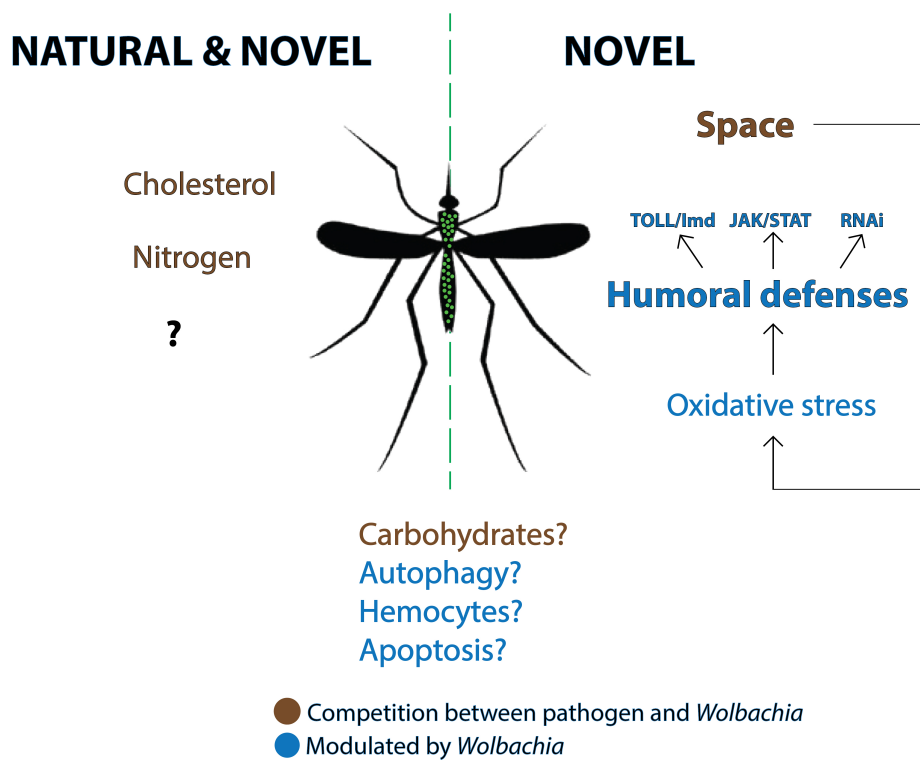 NATURAL & NOVEL
NOVEL
Space
Cholesterol
Nitrogen
?
TOLL/Imd JAK/STAT RNAi
Humoral defenses
Oxidative stress
Carbohydrates?
Autophagy?
Hemocytes?
Apoptosis?
Competition between pathogen and Wolbachia
Modulated by Wolbachia